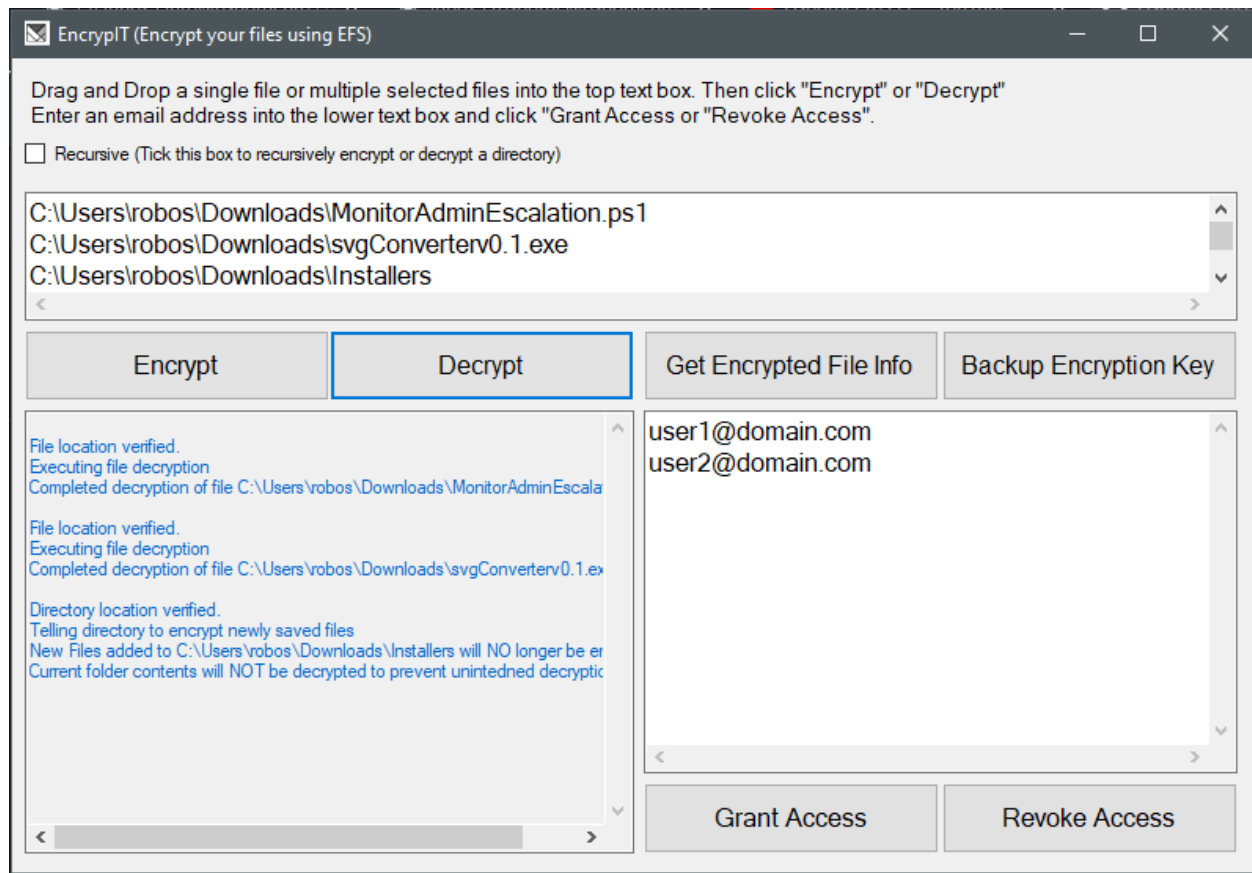 EncrypIT (Encrypt your files using EFS)
Drag and Drop a single file or multiple selected files into the top text box. Then click "Encrypt" or "Decrypt"
Enter an email address into the lower text box and click "Grant Access or "Revoke Access".
Recursive (Tick this box to recursively encrypt or decrypt a directory)
C:\Users\robos\Downloads\MonitorAdminEscalation.ps1
C:\Users\robos\Downloads\svgConverterv0.1.exe
C:\Users\robos\Downloads\Installers
Encrypt
Decrypt
Get Encrypted File Info
Backup Encryption Key
File location verified.
Executing file decryption
Completed decryption of file C:\Users\robos\Downloads\MonitorAdminEscala
File location verified.
Executing file decryption
Completed decryption of file C:\Users\robos\Downloads\svgConverterv0.1.ex
Directory location verified.
Telling directory to encrypt newly saved files
New Files added to C:\Users\robos\Downloads\Installers will NO longer be er
Current folder contents will NOT be decrypted to prevent unintedned decryptic
user1@domain.com
user2@domain.com
Grant Access
Revoke Access